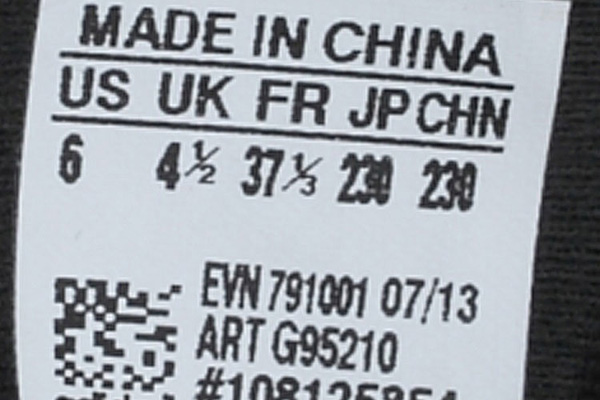 MADE IN CHINA
US UK FR JP CHN
6 4½ 37⅓ 230 230
EVN 791001 07/13
ART G95210